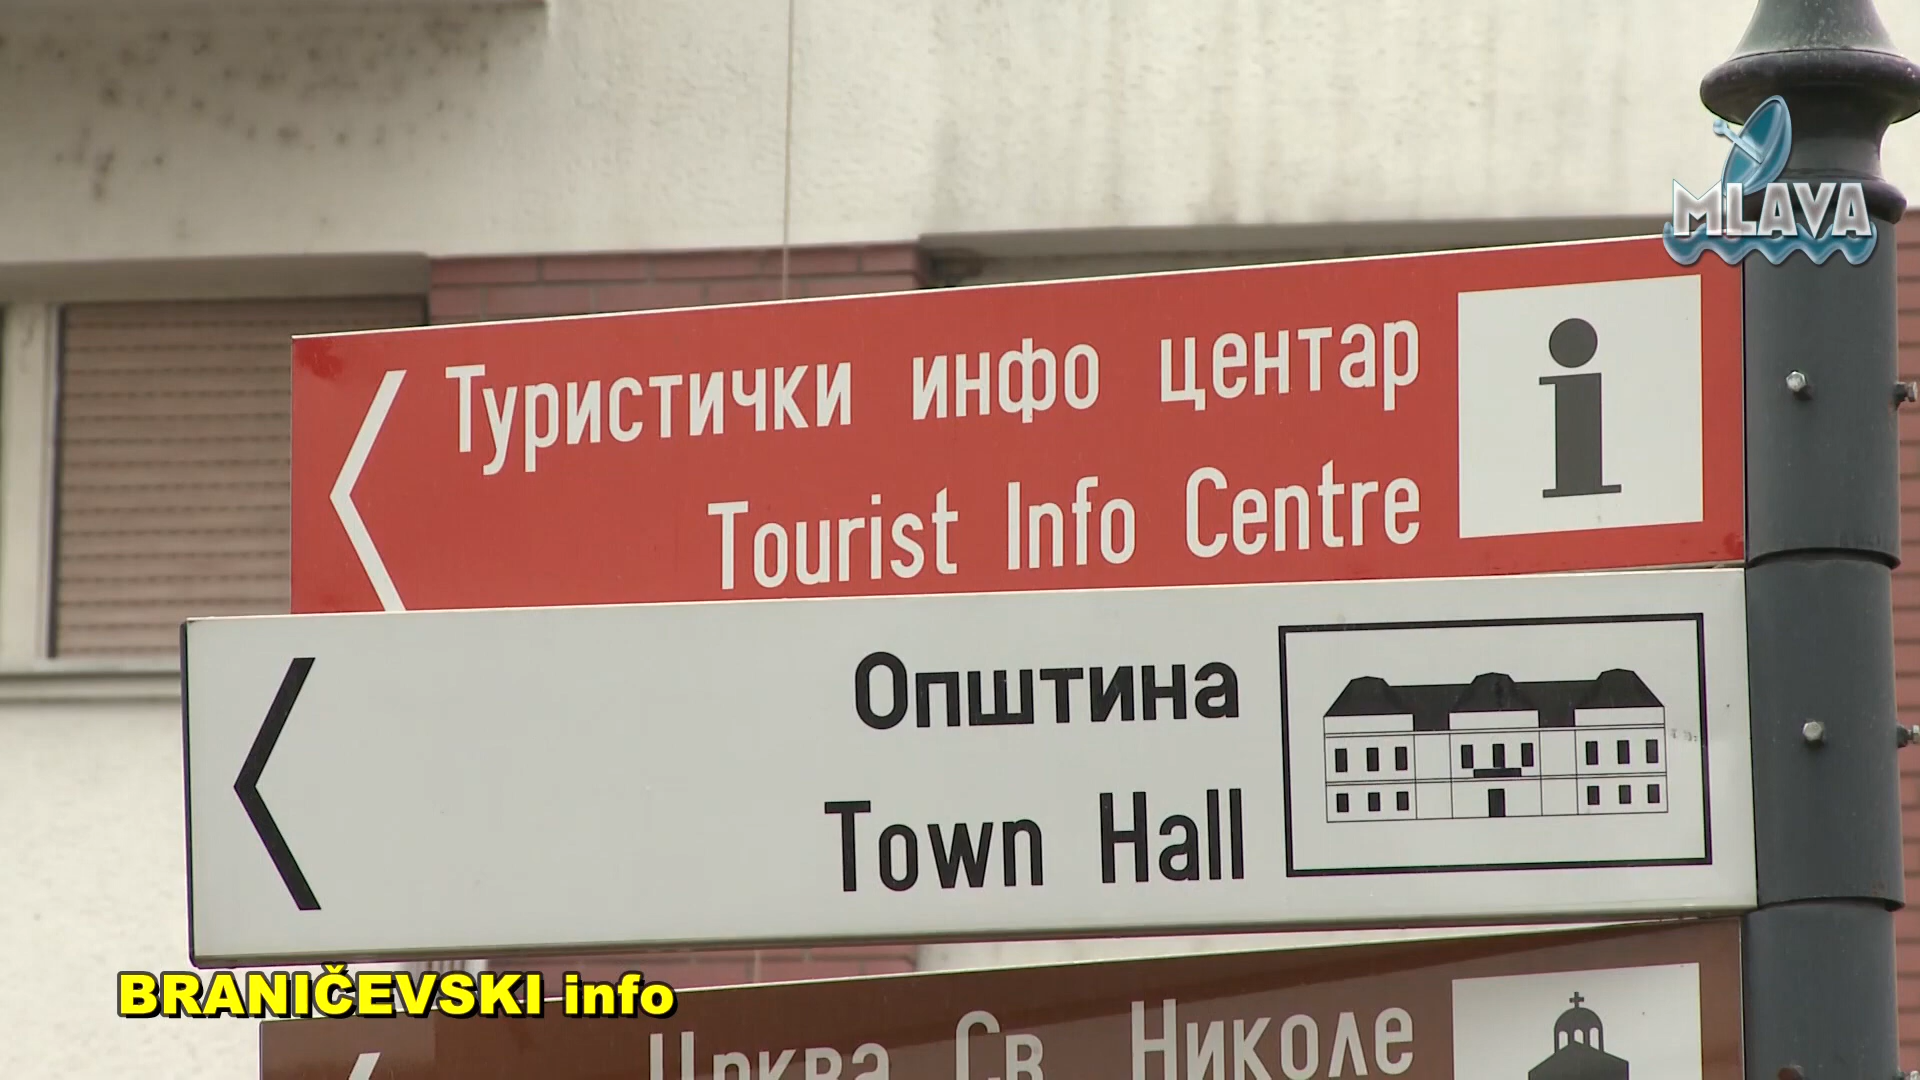 MLAVA
Туристички инфо центар
Tourist Info Centre
i
Општина
Town Hall
BRANIČEVSKI info
Црква Св. Николе